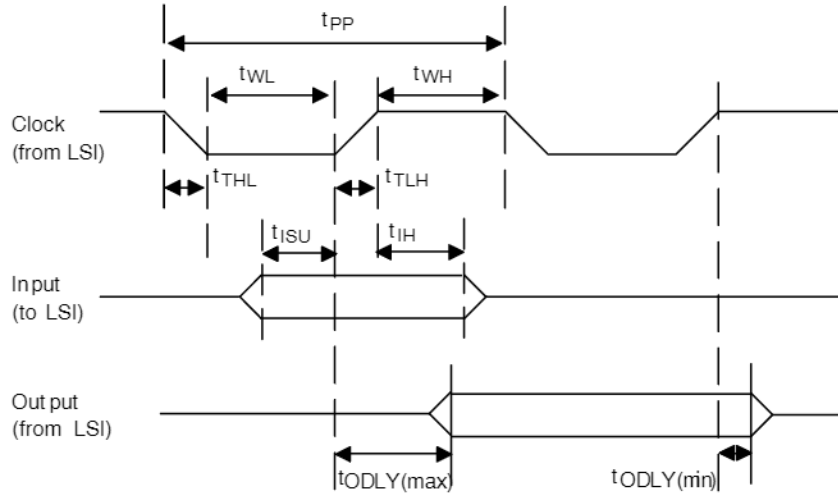 tPP
tWL
tWH
Clock
(from LSI)
tTHL
tTLH
tISU
tIH
Input
(to LSI)
Output
(from LSI)
tODLY(max)
tODLY(min)